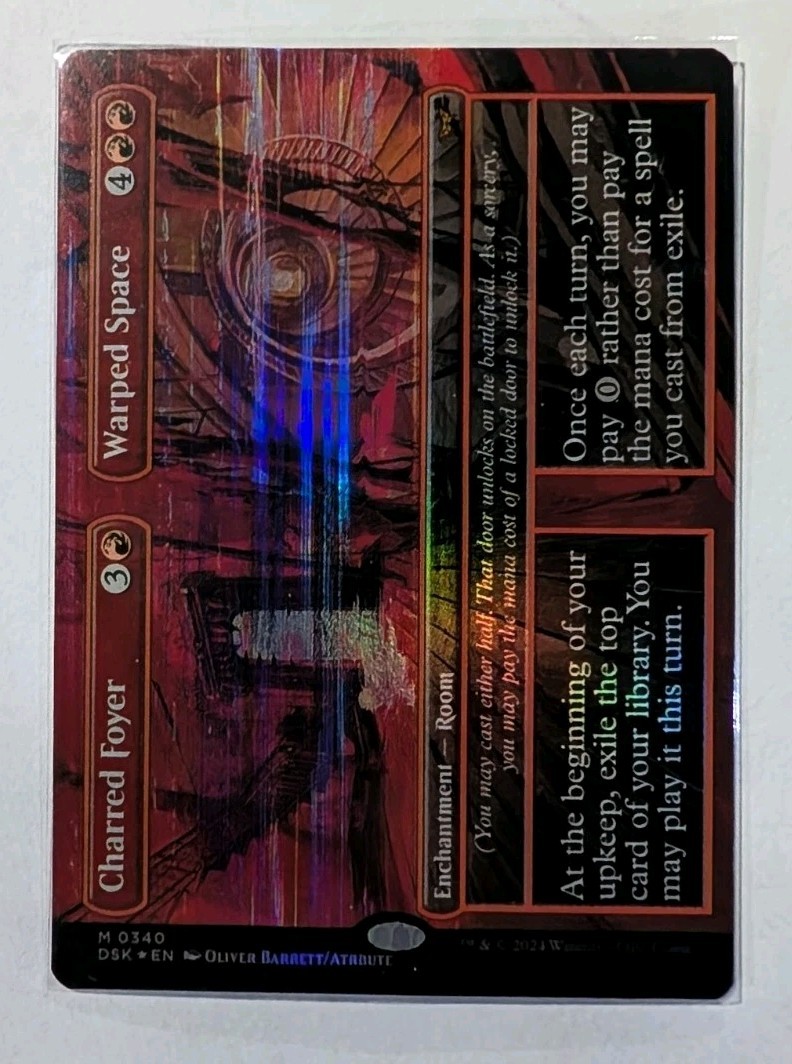 Charred Foyer 3
Warped Space 4
Enchantment – Room
(You may cast either half. That door unlocks on the battlefield. As a sorcery,
you may pay the mana cost of a locked door to unlock it.)
At the beginning of your
upkeep, exile the top
card of your library. You
may play it this turn.
Once each turn, you may
pay 0 rather than pay
the mana cost for a spell
you cast from exile.
M 0340
DSK ★ EN Oliver Barrett/Atribute
™ & © 2024